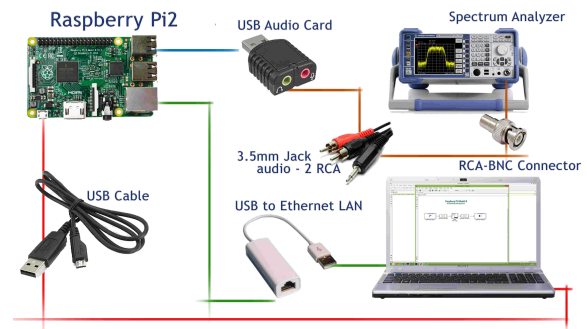 Raspberry Pi2
USB Audio Card
Spectrum Analyzer
3.5mm Jack
audio - 2 RCA
RCA-BNC Connector
USB Cable
USB to Ethernet LAN